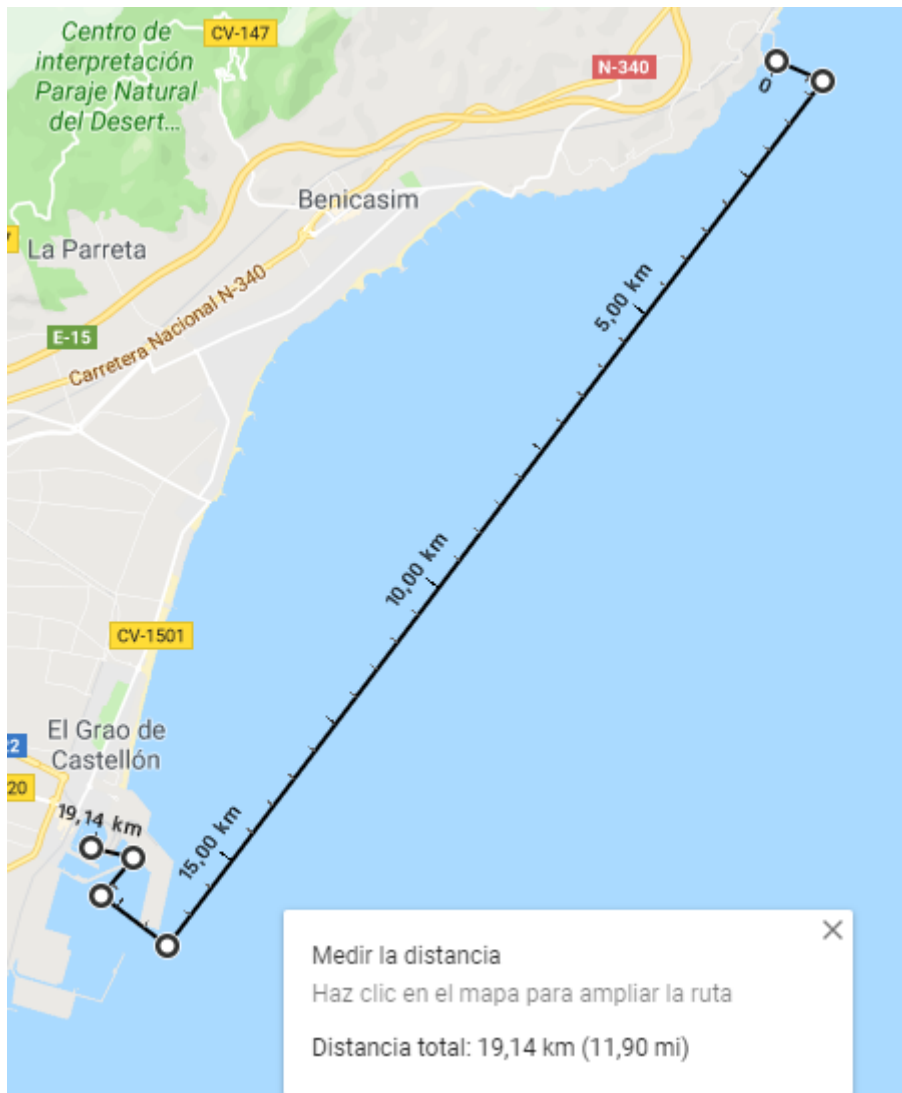 Centro de
interpretación
Paraje Natural
del Desert...
CV-147
N-340
0
Benicasim
La Parreta
Carretera Nacional N-340
E-15
5,00 km
10,00 km
CV-1501
El Grao de
Castellón
22
20
19,14 km
15,00 km
Medir la distancia
Haz clic en el mapa para ampliar la ruta
Distancia total: 19,14 km (11,90 mi)